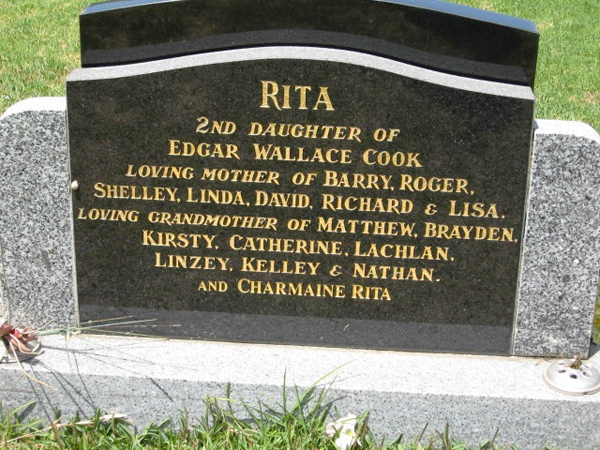 RITA
2ND DAUGHTER OF
EDGAR WALLACE COOK
LOVING MOTHER OF BARRY, ROGER,
SHELLEY, LINDA, DAVID, RICHARD & LISA.
LOVING GRANDMOTHER OF MATTHEW, BRAYDEN,
KIRSTY, CATHERINE, LACHLAN,
LINZEY, KELLEY & NATHAN.
AND CHARMAINE RITA